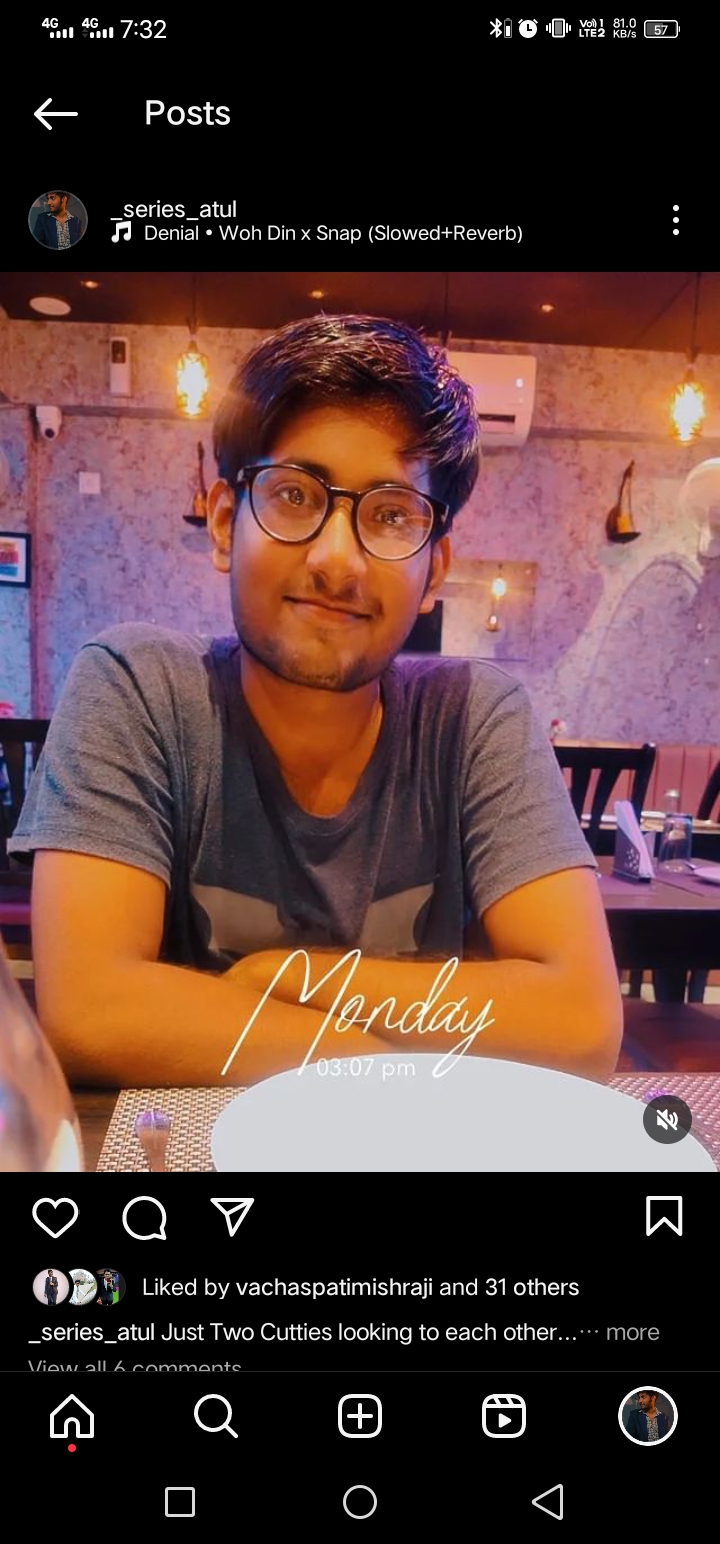 4G 4G 7:32 Vo)) 1 LTE2 81.0 KB/s 57
Posts
_series_atul
Denial • Woh Din x Snap (Slowed+Reverb)
Monday
03:07 pm
Liked by vachaspatimishraji and 31 others
_series_atul Just Two Cutties looking to each other...... more
View all 6 comments